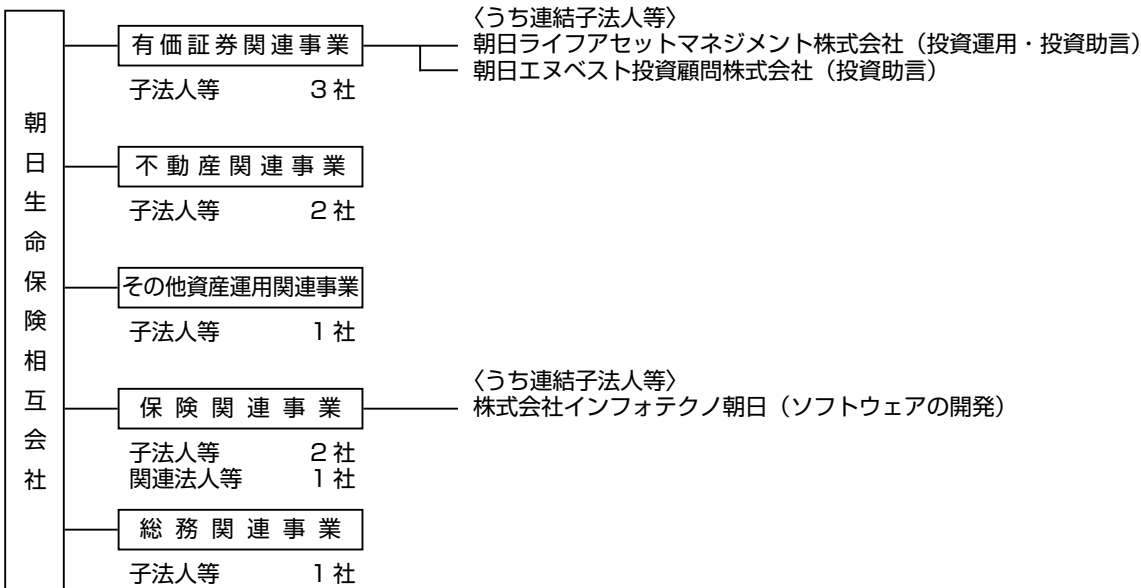 朝日生命保険相互会社
有価証券関連事業
子法人等 3社
〈うち連結子法人等〉
朝日ライフアセットマネジメント株式会社（投資運用・投資助言）
朝日エヌベスト投資顧問株式会社（投資助言）
不動産関連事業
子法人等 2社
その他資産運用関連事業
子法人等 1社
保険関連事業
子法人等 2社
関連法人等 1社
〈うち連結子法人等〉
株式会社インフォテクノ朝日（ソフトウェアの開発）
総務関連事業
子法人等 1社